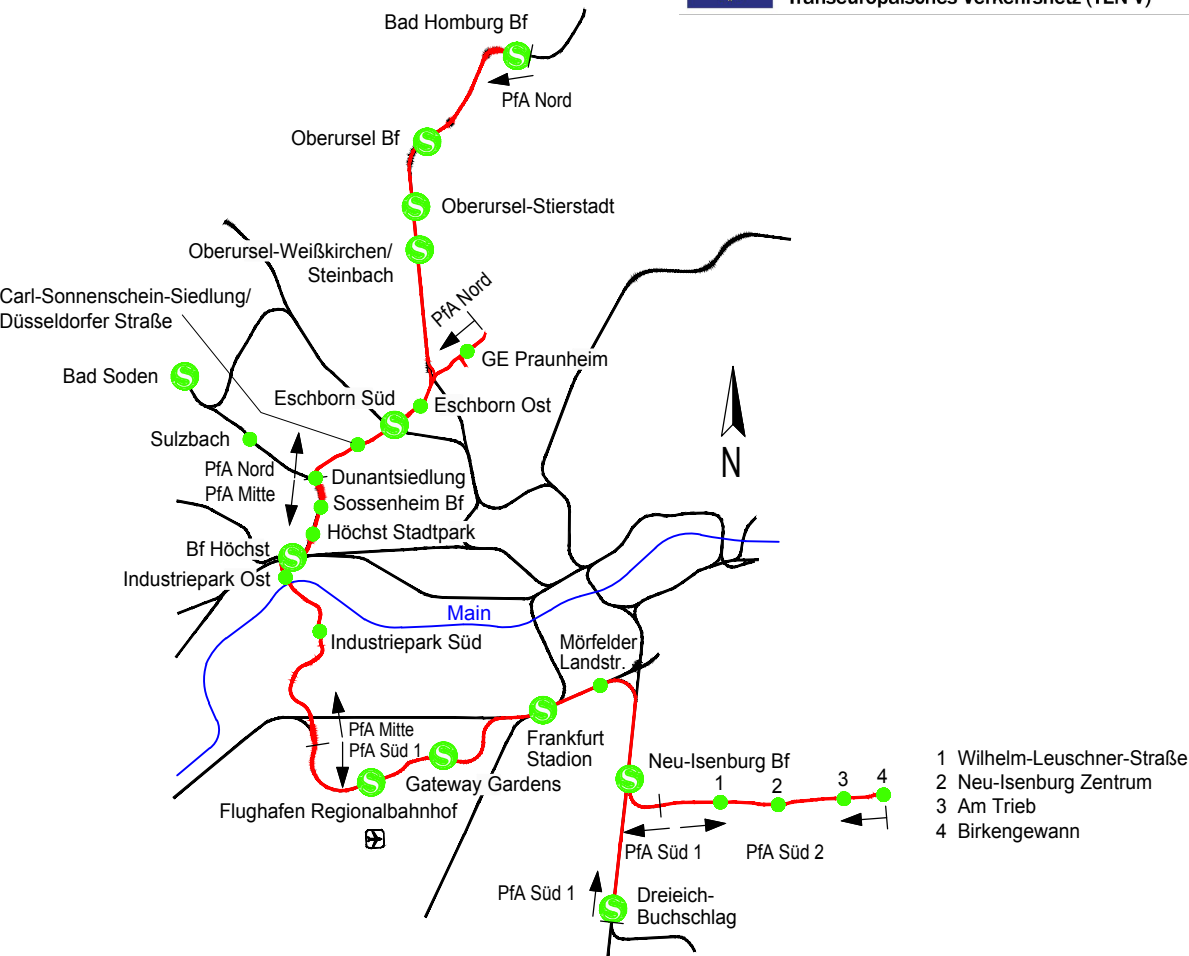 Transeuropäisches Verkehrsnetz (TEN-V)
Bad Homburg Bf
PfA Nord
Oberursel Bf
Oberursel-Stierstadt
Oberursel-Weißkirchen/
Steinbach
Carl-Sonnenschein-Siedlung/
Düsseldorfer Straße
PfA Nord
GE Praunheim
Bad Soden
Eschborn Süd
Eschborn Ost
Sulzbach
PfA Nord
PfA Mitte
Dunantsiedlung
Sossenheim Bf
N
Höchst Stadtpark
Bf Höchst
Industriepark Ost
Main
Industriepark Süd
Mörfelder
Landstr.
PfA Mitte
PfA Süd 1
Frankfurt
Stadion
Gateway Gardens
Flughafen Regionalbahnhof
Neu-Isenburg Bf
1
2
3
4
1 Wilhelm-Leuschner-Straße
2 Neu-Isenburg Zentrum
3 Am Trieb
4 Birkengewann
PfA Süd 1
PfA Süd 2
PfA Süd 1
Dreieich-
Buchschlag